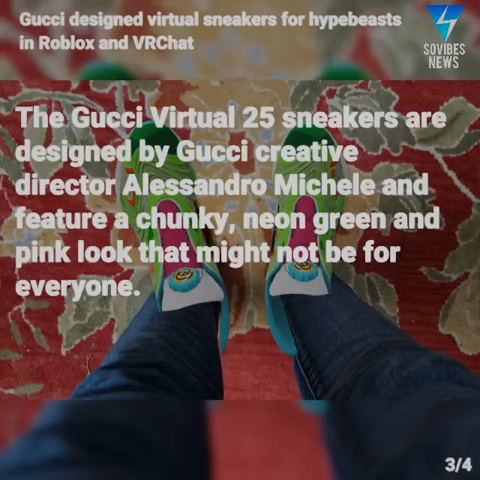 Gucci designed virtual sneakers for hypebeasts
in Roblox and VRChat
SOVIBES
NEWS
The Gucci Virtual 25 sneakers are
designed by Gucci creative
director Alessandro Michele and
feature a chunky, neon green and
pink look that might not be for
everyone.
3/4